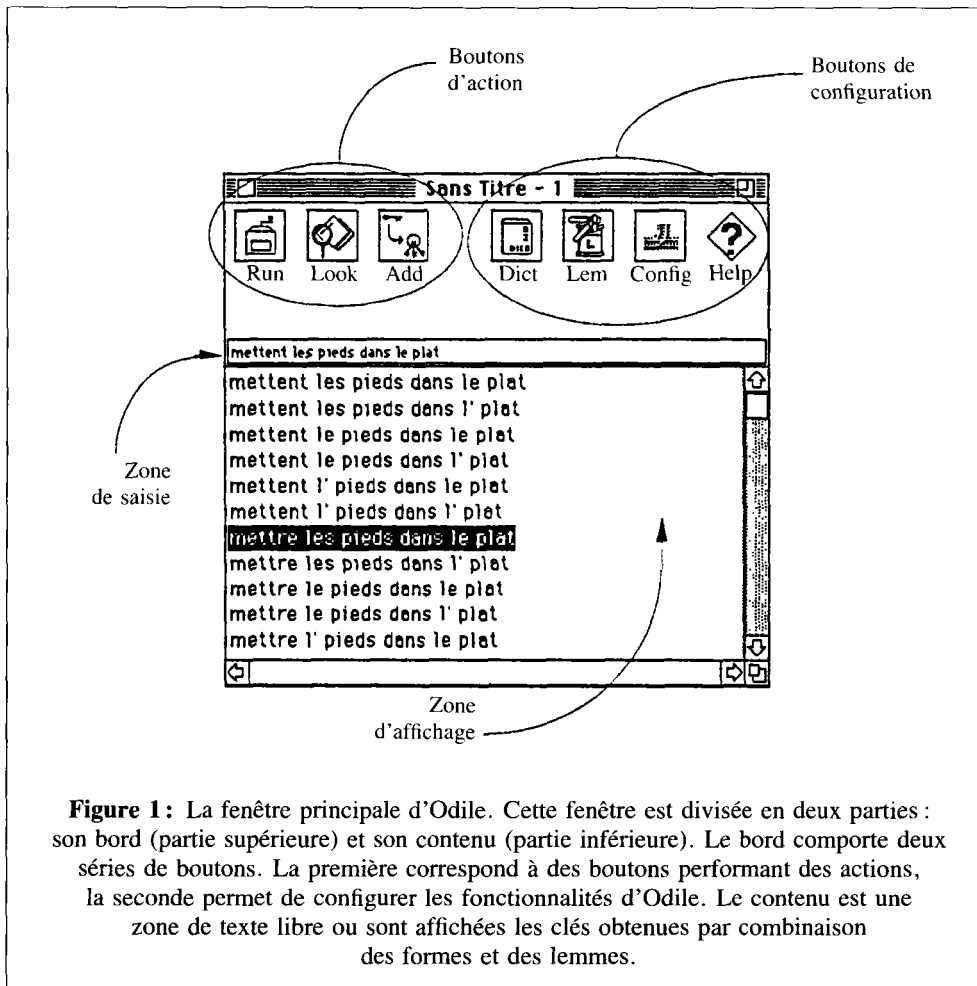 Boutons
d'action
Boutons de
configuration
Sans Titre - 1
DICO
L
?
Run Look Add Dict Lem Config Help
mettent les pieds dans le plat
mettent les pieds dans le plat
mettent les pieds dans l' plat
mettent le pieds dans le plat
mettent le pieds dans l' plat
mettent l' pieds dans le plat
mettent l' pieds dans l' plat
mettre les pieds dans le plat
mettre les pieds dans l' plat
mettre le pieds dans le plat
mettre le pieds dans l' plat
mettre l' pieds dans le plat
Zone
de saisie
Zone
d'affichage
Figure 1 : La fenêtre principale d'Odile. Cette fenêtre est divisée en deux parties :
son bord (partie supérieure) et son contenu (partie inférieure). Le bord comporte deux
séries de boutons. La première correspond à des boutons performant des actions,
la seconde permet de configurer les fonctionnalités d'Odile. Le contenu est une
zone de texte libre ou sont affichées les clés obtenues par combinaison
des formes et des lemmes.